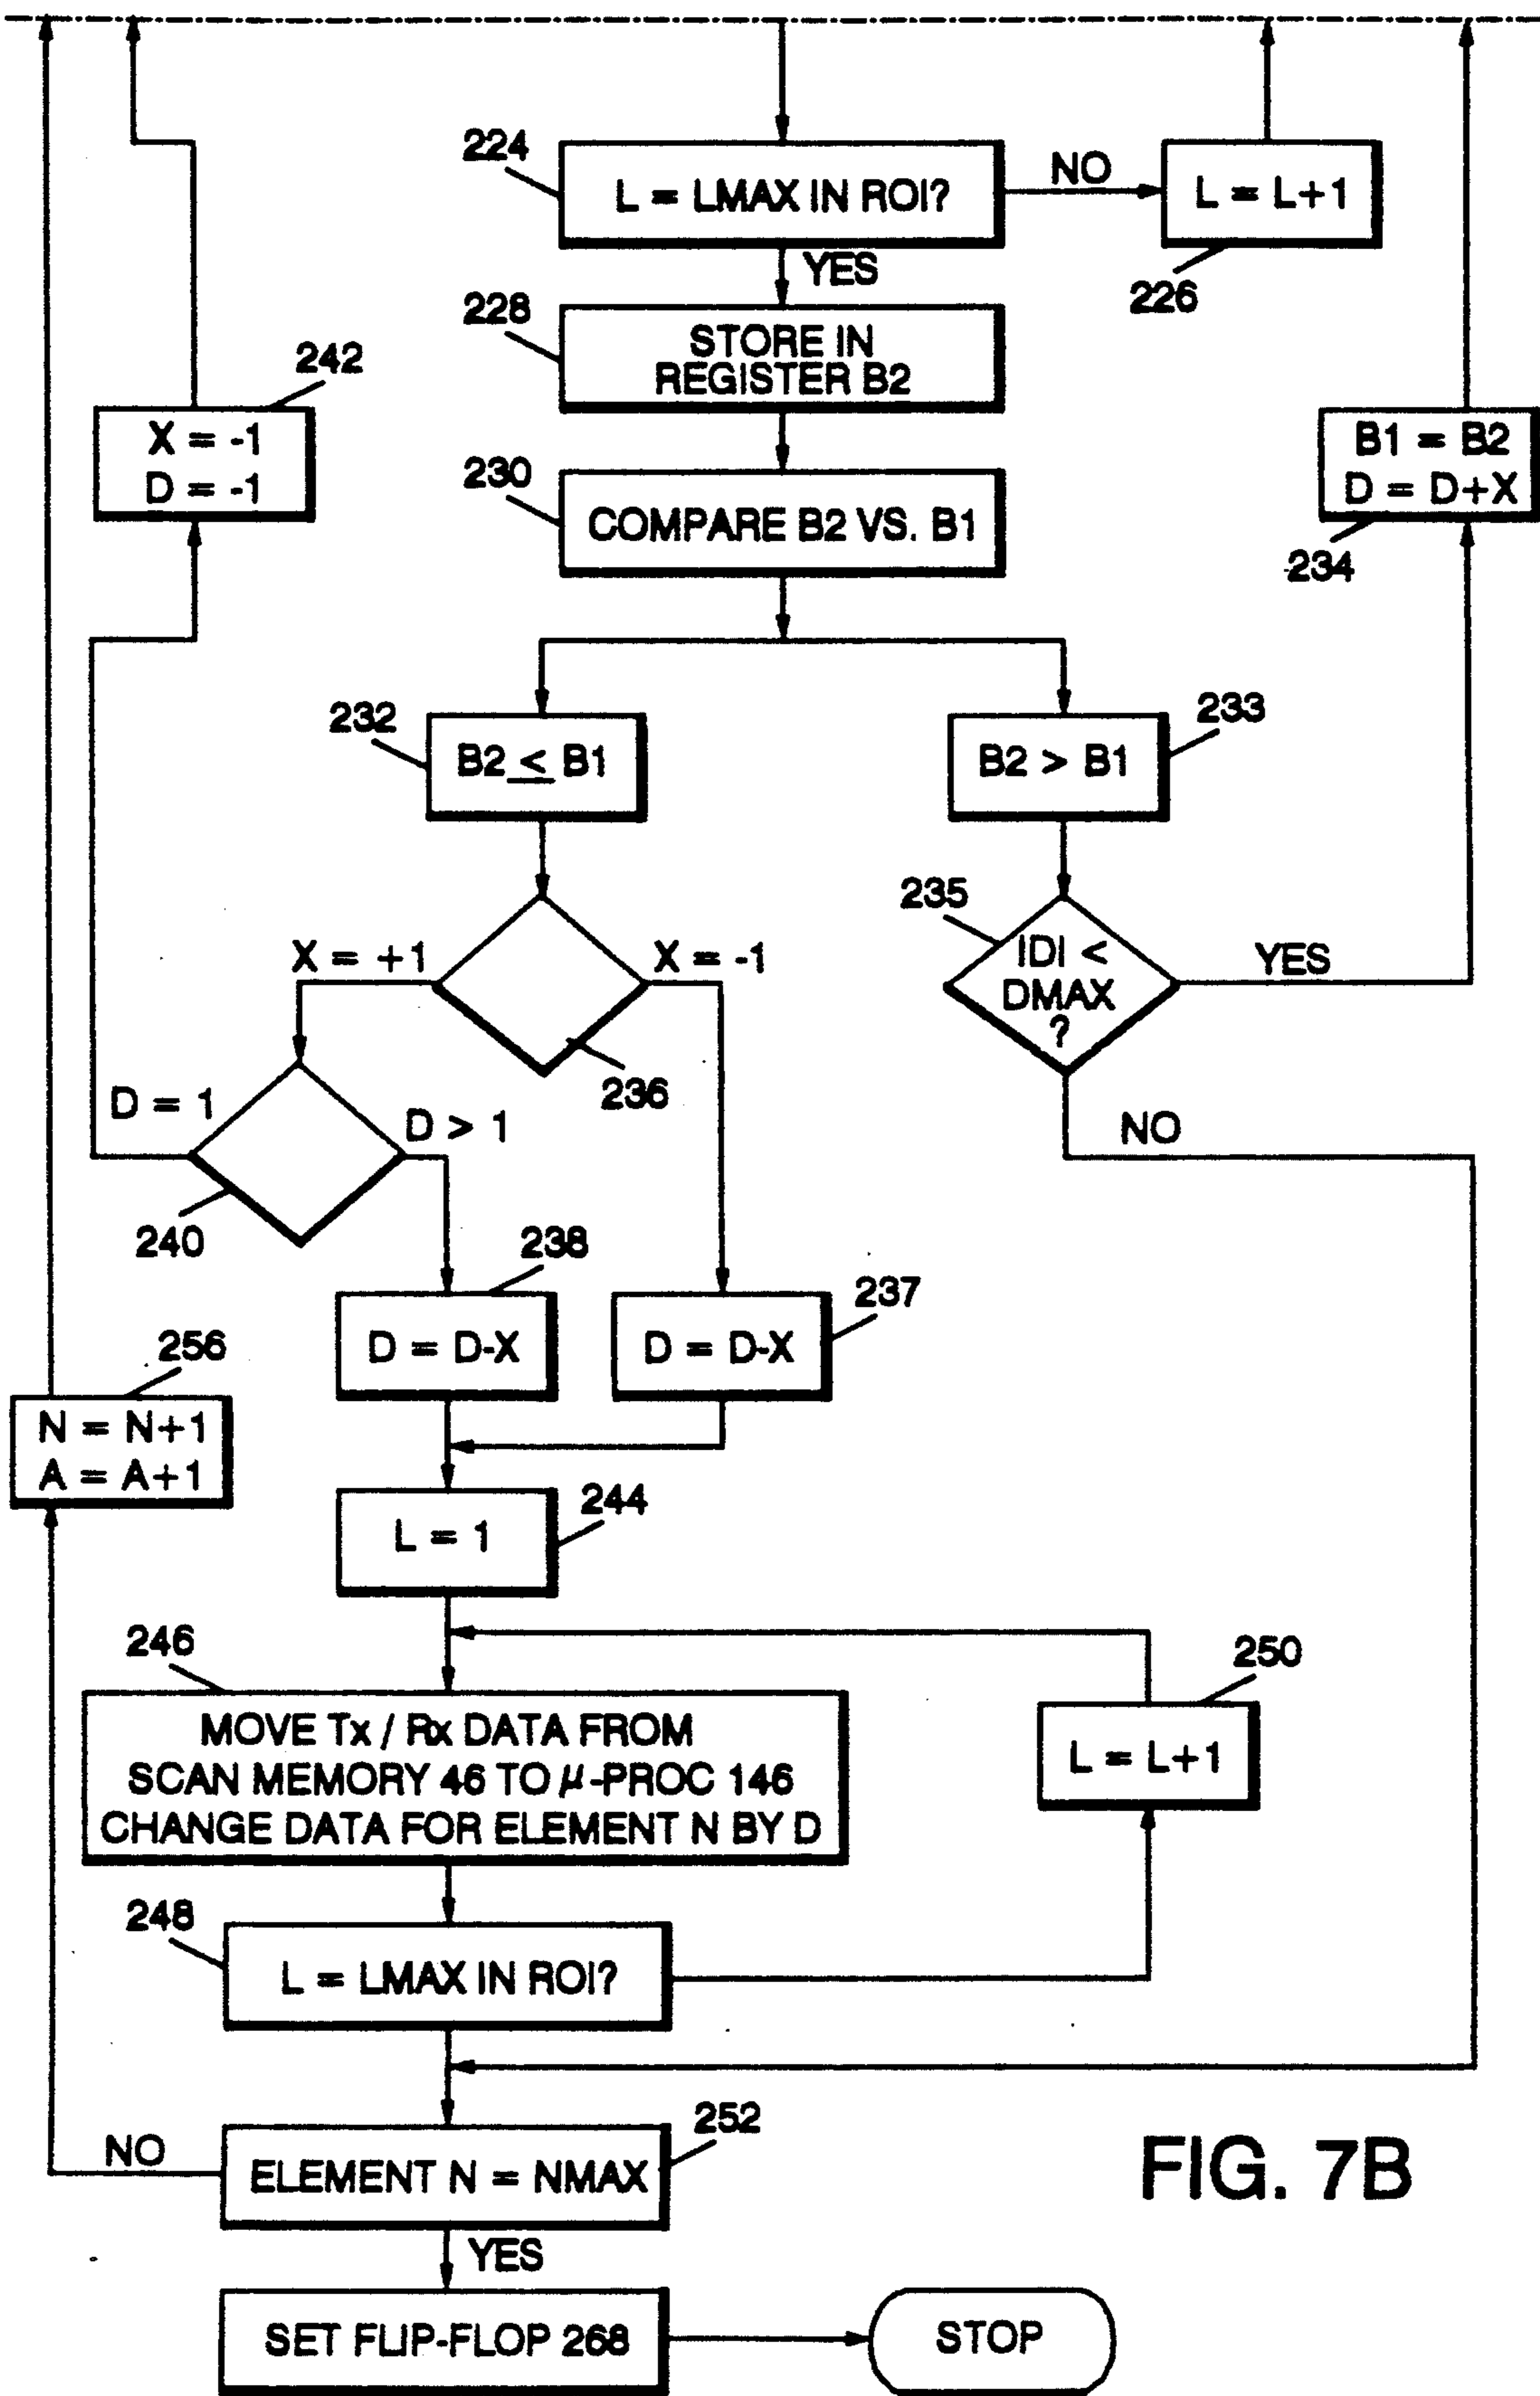 224
L = LMAX IN ROI?
NO
L = L+1
226
YES
228
STORE IN
REGISTER B2
242
X = -1
D = -1
230
COMPARE B2 VS. B1
B1 = B2
D = D+X
234
232
B2 ≤ B1
B2 > B1
233
235
IDI <
DMAX
?
YES
NO
X = +1
X = -1
236
D = 1
D > 1
240
238
D = D-X
237
D = D-X
256
N = N+1
A = A+1
244
L = 1
246
MOVE Tx / Rx DATA FROM
SCAN MEMORY 46 TO μ-PROC 146
CHANGE DATA FOR ELEMENT N BY D
250
L = L+1
248
L = LMAX IN ROI?
252
NO
ELEMENT N = NMAX
YES
SET FLIP-FLOP 268
STOP
FIG. 7B